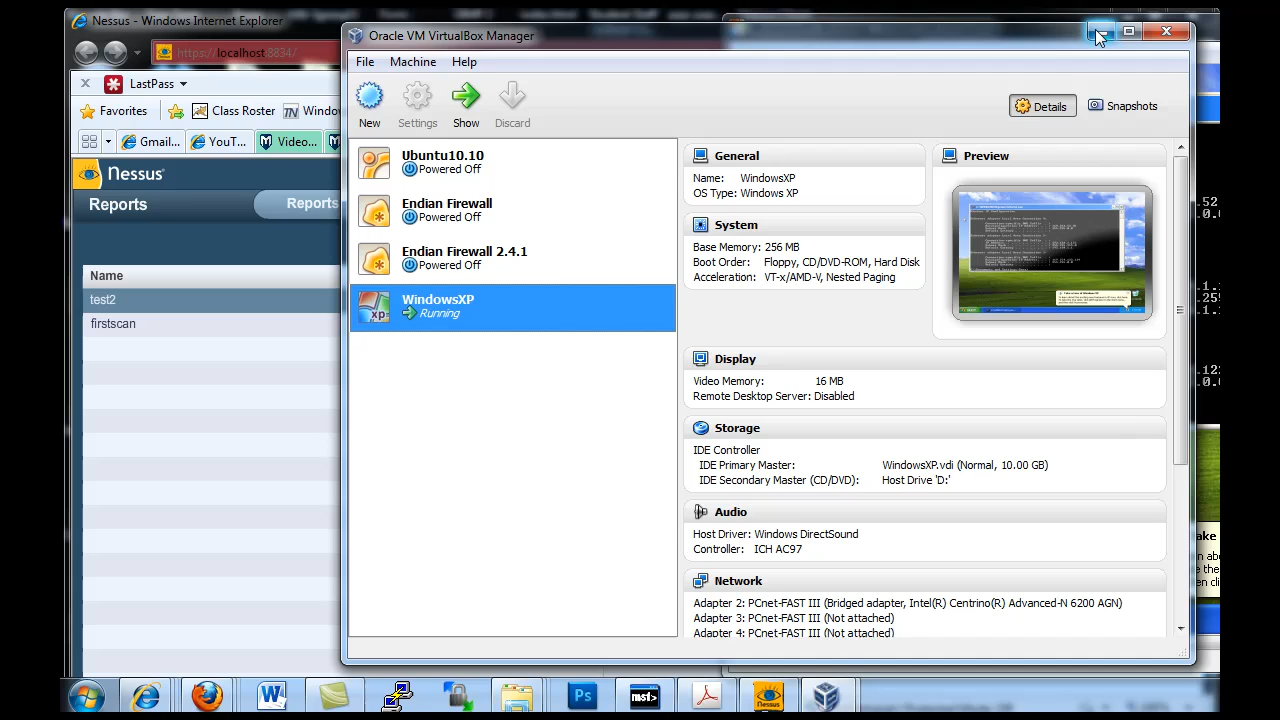 Nessus - Windows Internet Explorer
https://localhost:8834/
LastPass
Favorites
Class Roster
Gmail...
YouT...
Video...
Nessus
Reports
Reports
Name
test2
firstscan
Oracle VM VirtualBox Manager
File Machine Help
New Settings Show Discard
Details Snapshots
Ubuntu10.10
Powered Off
Endian Firewall
Powered Off
Endian Firewall 2.4.1
Powered Off
WindowsXP
Running
General
Name: WindowsXP
OS Type: Windows XP
System
Base Memory: 256 MB
Boot Order: Floppy, CD/DVD-ROM, Hard Disk
Acceleration: VT-x/AMD-V, Nested Paging
Preview
Display
Video Memory: 16 MB
Remote Desktop Server: Disabled
Storage
IDE Controller
IDE Primary Master: WindowsXP.vdi (Normal, 10.00 GB)
IDE Secondary Master (CD/DVD): Host Drive 'D:'
Audio
Host Driver: Windows DirectSound
Controller: ICH AC97
Network
Adapter 2: PCnet-FAST III (Bridged adapter, Intel(R) Centrino(R) Advanced-N 6200 AGN)
Adapter 3: PCnet-FAST III (Not attached)
Adapter 4: PCnet-FAST III (Not attached)